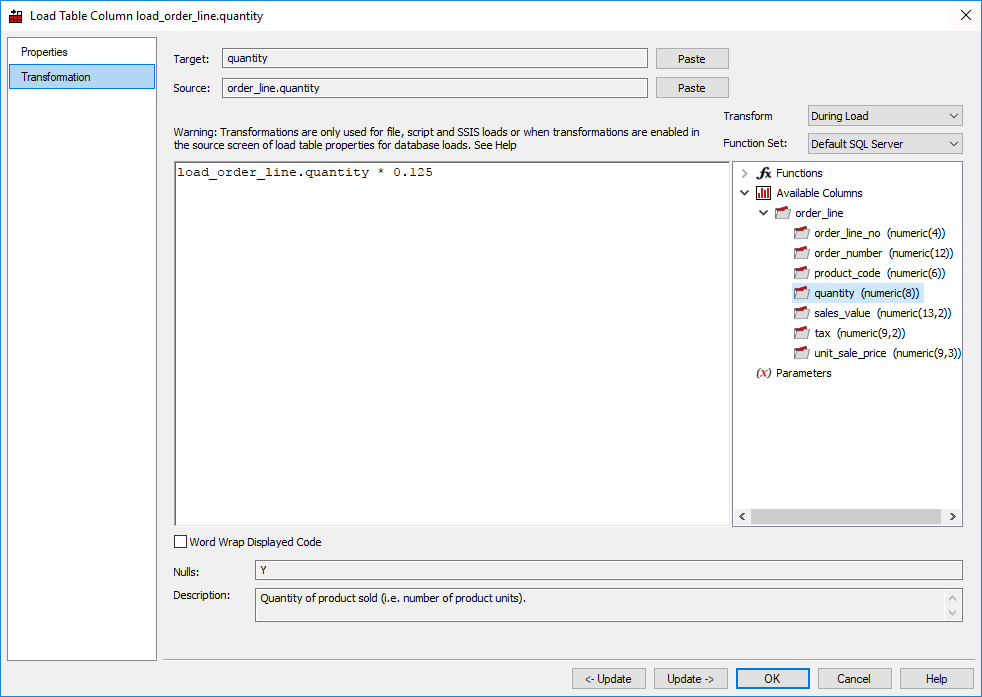 Load Table Column load_order_line.quantity
Properties
Transformation
Target:
quantity
Paste
Source:
order_line.quantity
Paste
Transform
During Load
Function Set:
Default SQL Server
Warning: Transformations are only used for file, script and SSIS loads or when transformations are enabled in
the source screen of load table properties for database loads. See Help
load_order_line.quantity * 0.125
fx Functions
Available Columns
order_line
order_line_no (numeric(4))
order_number (numeric(12))
product_code (numeric(6))
quantity (numeric(8))
sales_value (numeric(13,2))
tax (numeric(9,2))
unit_sale_price (numeric(9,3))
(x) Parameters
Word Wrap Displayed Code
Nulls:
Y
Description:
Quantity of product sold (i.e. number of product units).
<- Update
Update ->
OK
Cancel
Help